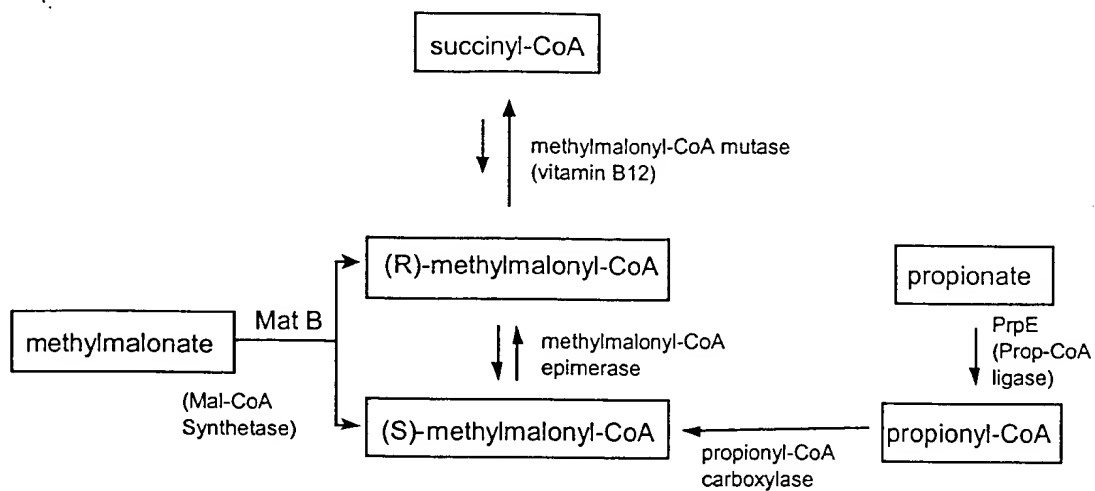 succinyl-CoA
methylmalonyl-CoA mutase
(vitamin B12)
(R)-methylmalonyl-CoA
propionate
Mat B
methylmalonate
PrpE
(Prop-CoA
ligase)
methylmalonyl-CoA
epimerase
(Mal-CoA
Synthetase)
(S)-methylmalonyl-CoA
propionyl-CoA
propionyl-CoA
carboxylase